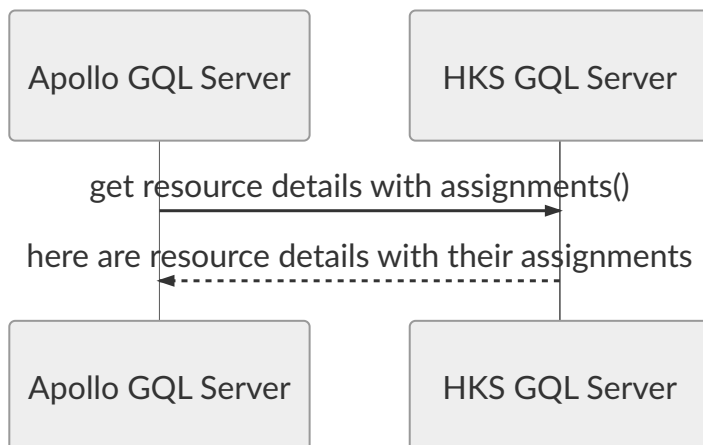 Apollo GQL Server
HKS GQL Server
get resource details with assignments()
here are resource details with their assignments
Apollo GQL Server
HKS GQL Server